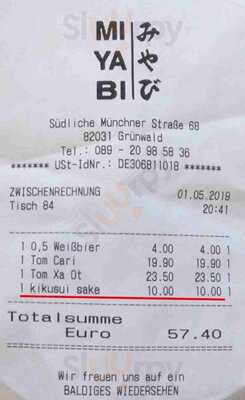 MI みや
YA び
BI
Südliche Münchner Straße 68
82031 Grünwald
Tel.: 089 - 20 98 58 36
******* USt-IdNr.: DE306811018 *******
ZWISCHENRECHNUNG 01.05.2019
Tisch 84 20:41
1 0,5 Weißbier 4.00 4.00 1
1 Tom Cari 19.90 19.90 1
1 Tom Xa Ot 23.50 23.50 1
1 kikusui sake 10.00 10.00 1
Totalsumme
Euro 57.40
Wir freuen uns auf ein
BALDIGES WIEDERSEHEN